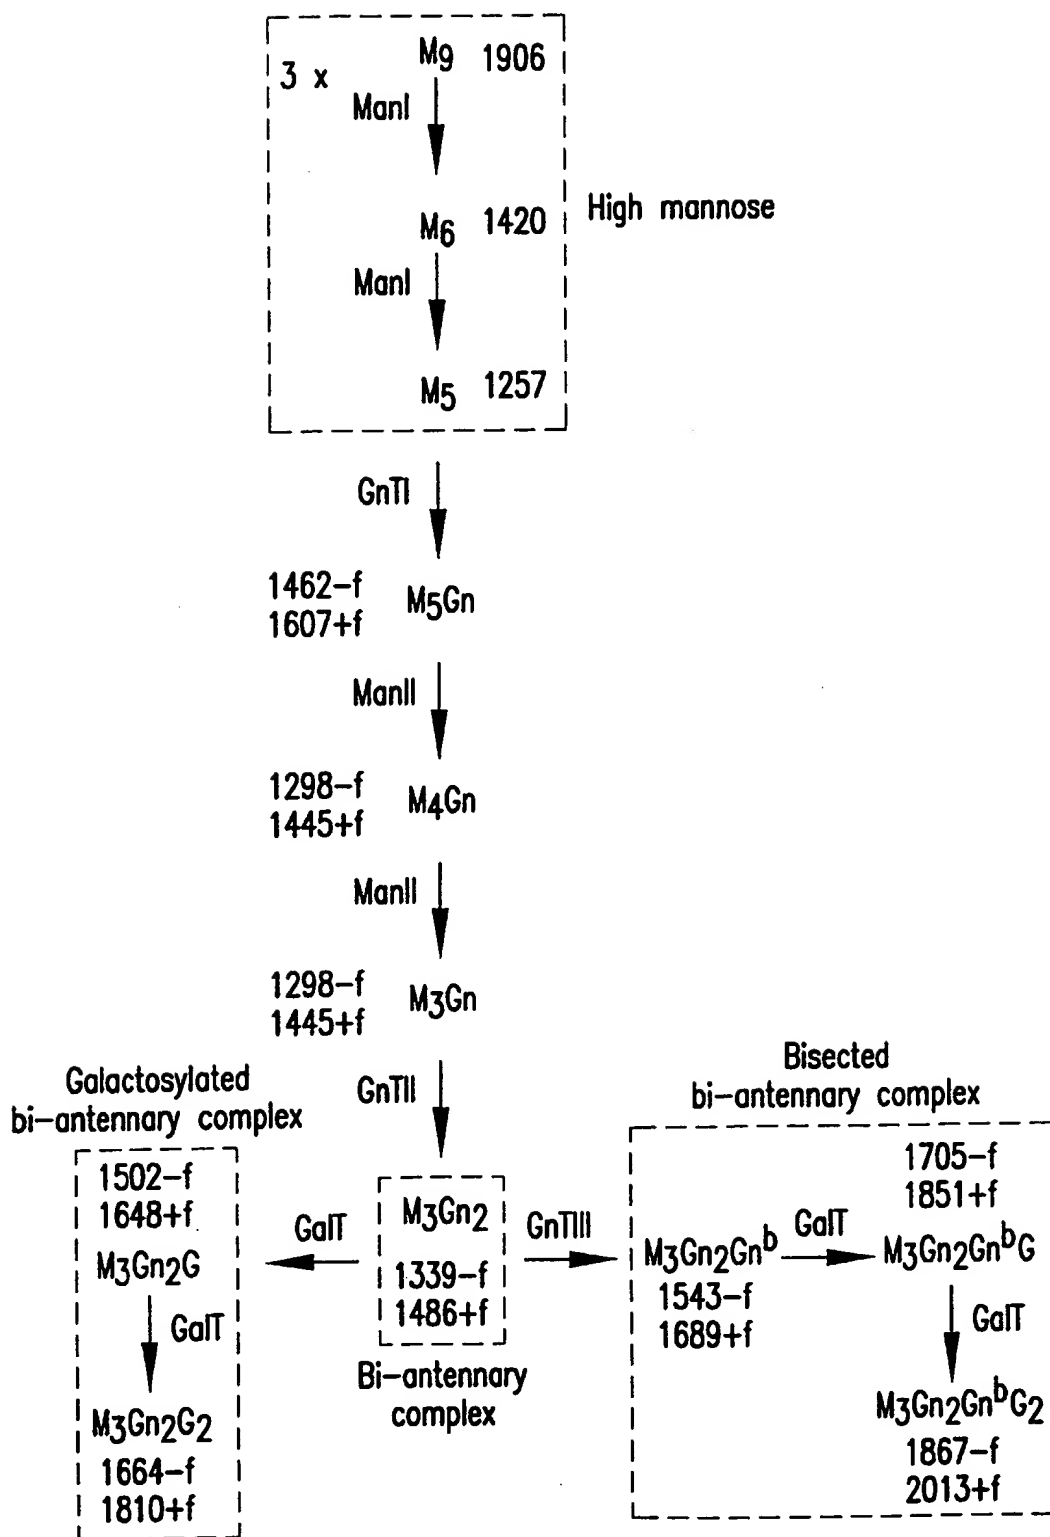 3 x
M9 1906
ManI
M6 1420
High mannose
ManI
M5 1257
GnTI
1462-f
1607+f
M5Gn
ManII
1298-f
1445+f
M4Gn
ManII
1298-f
1445+f
M3Gn
GnTII
Galactosylated
bi-antennary complex
1502-f
1648+f
M3Gn2G
GalT
M3Gn2G2
1664-f
1810+f
GalT
M3Gn2
1339-f
1486+f
Bi-antennary
complex
GnTIII
Bisected
bi-antennary complex
M3Gn2Gnb
1543-f
1689+f
GalT
1705-f
1851+f
M3Gn2GnbG
GalT
M3Gn2GnbG2
1867-f
2013+f